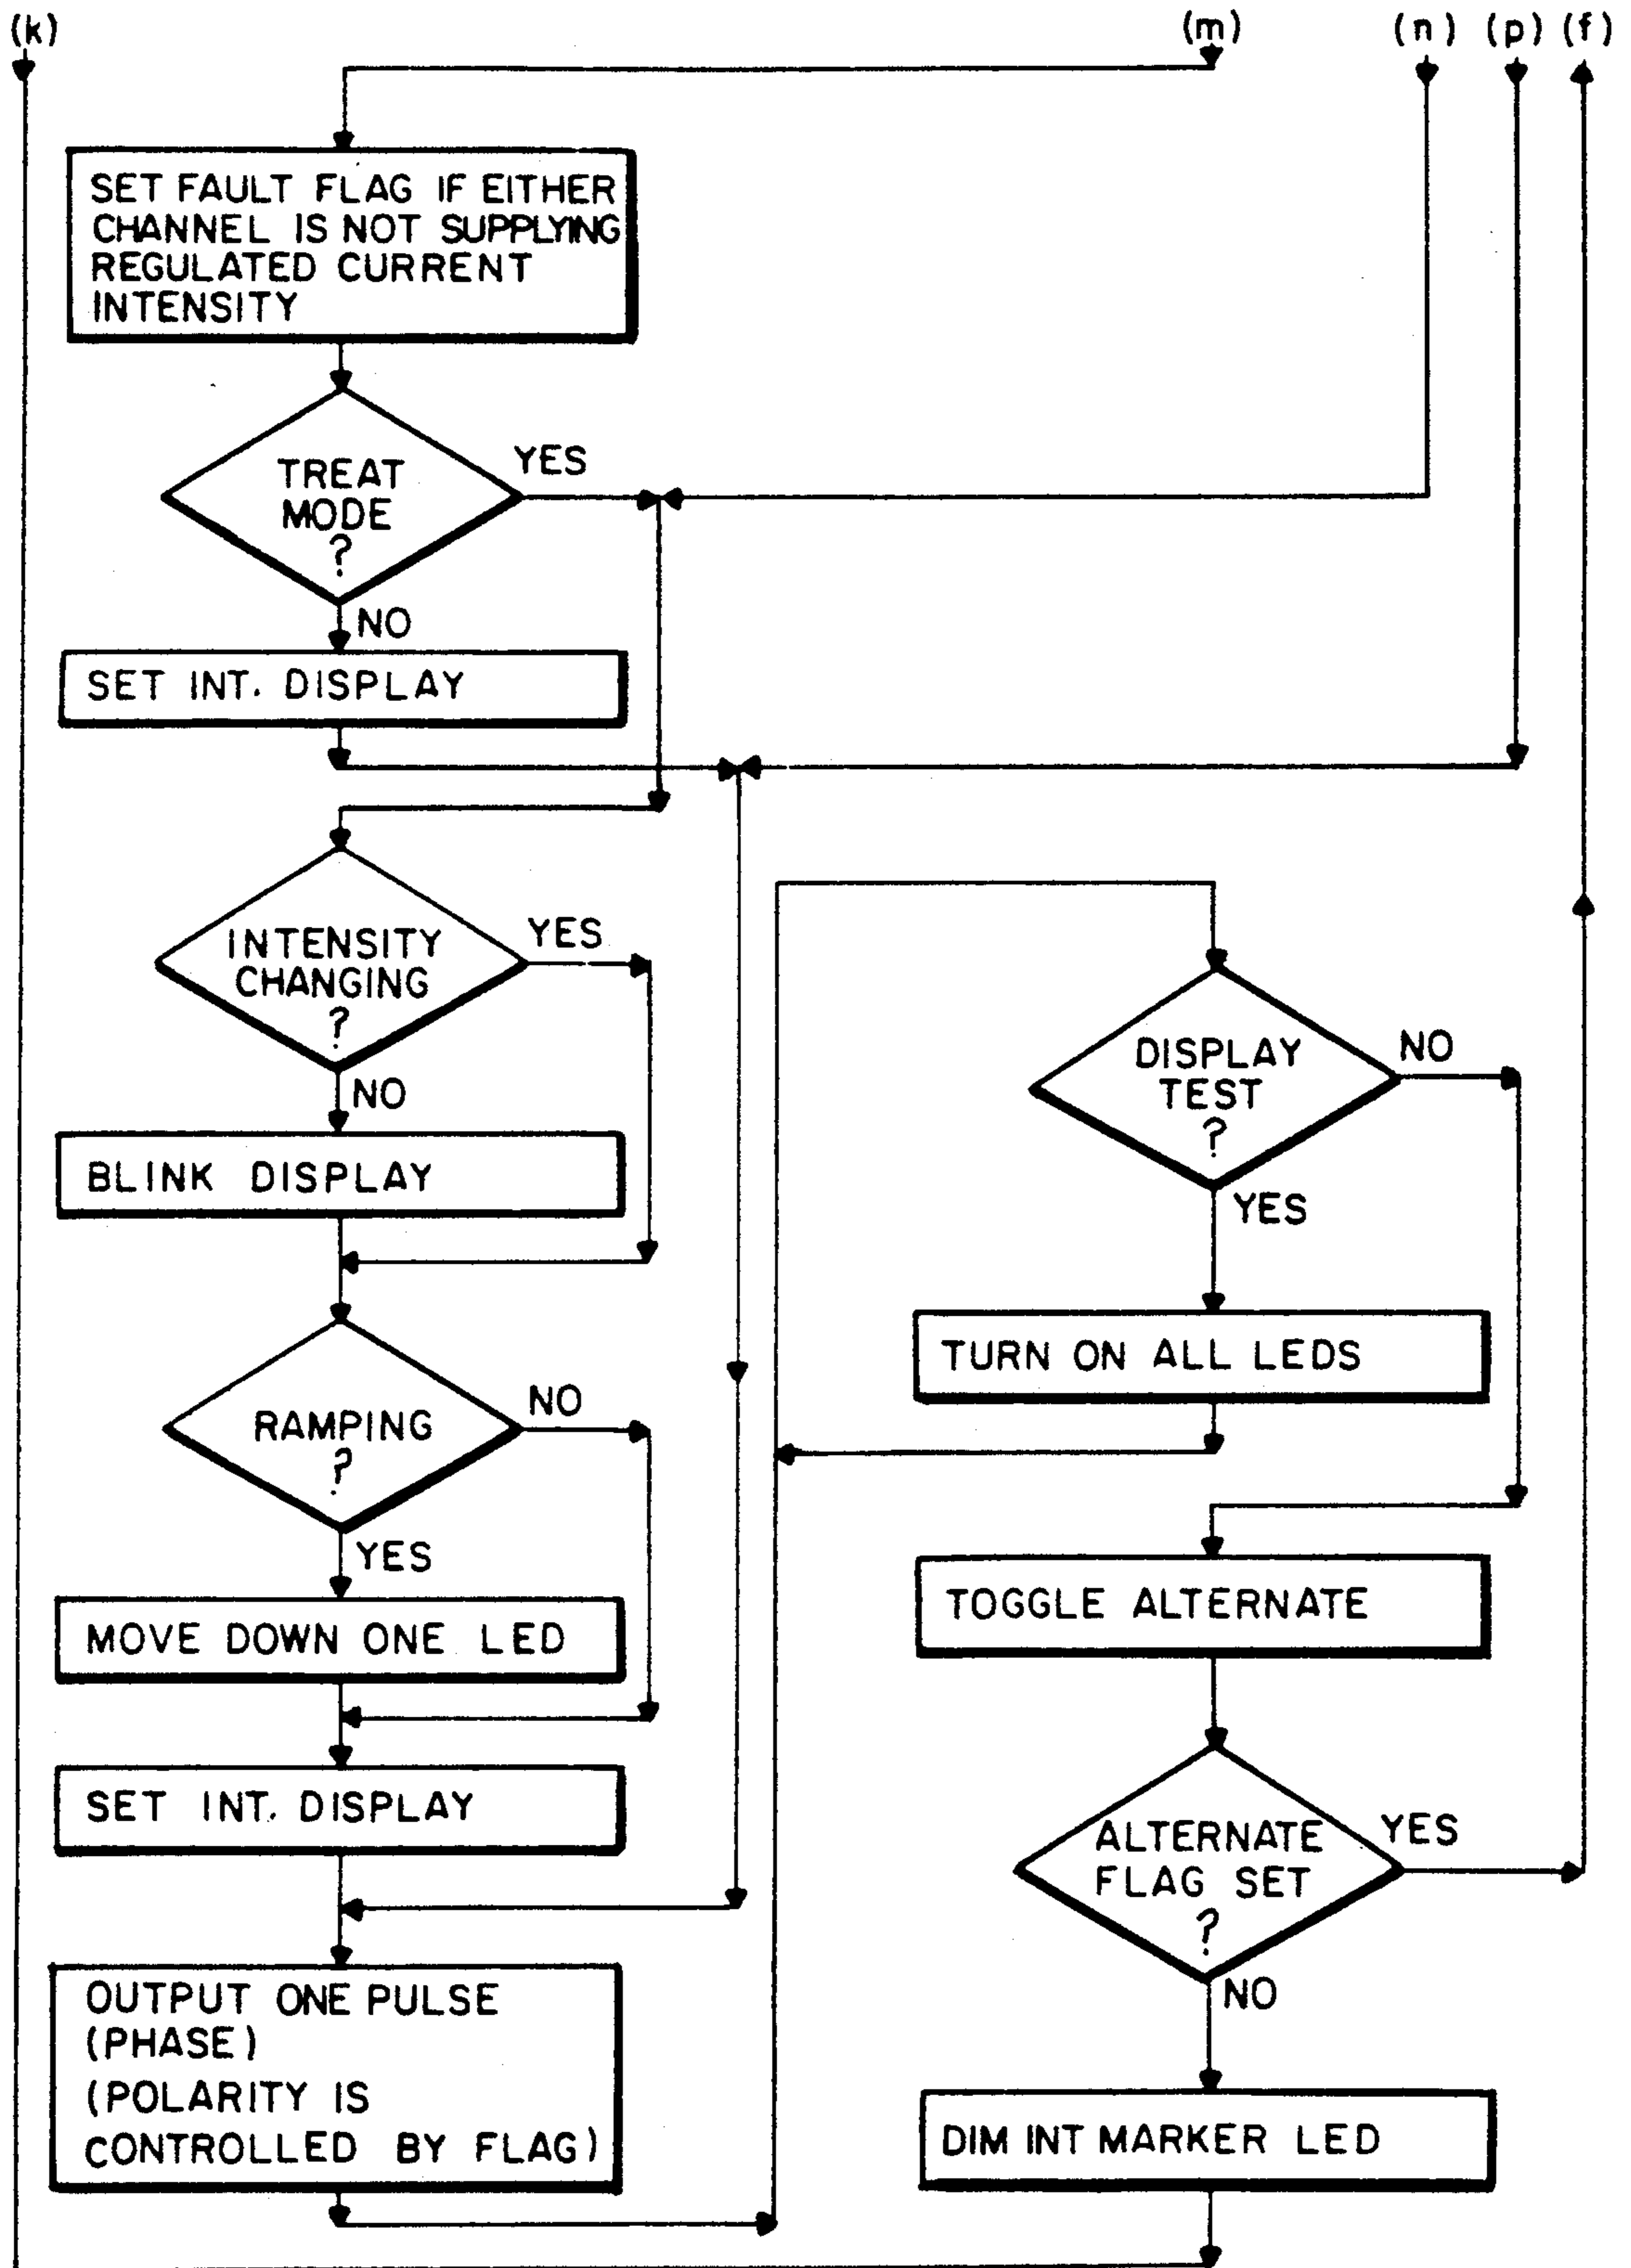 (k)
(m)
(n)
(p)
(f)
SET FAULT FLAG IF EITHER
CHANNEL IS NOT SUPPLYING
REGULATED CURRENT
INTENSITY
TREAT
MODE
?
YES
NO
SET INT. DISPLAY
INTENSITY
CHANGING
?
YES
NO
BLINK DISPLAY
RAMPING
?
NO
YES
MOVE DOWN ONE LED
SET INT. DISPLAY
OUTPUT ONE PULSE
(PHASE)
(POLARITY IS
CONTROLLED BY FLAG)
DISPLAY
TEST
?
NO
YES
TURN ON ALL LEDS
TOGGLE ALTERNATE
ALTERNATE
FLAG SET
?
YES
NO
DIM INT MARKER LED